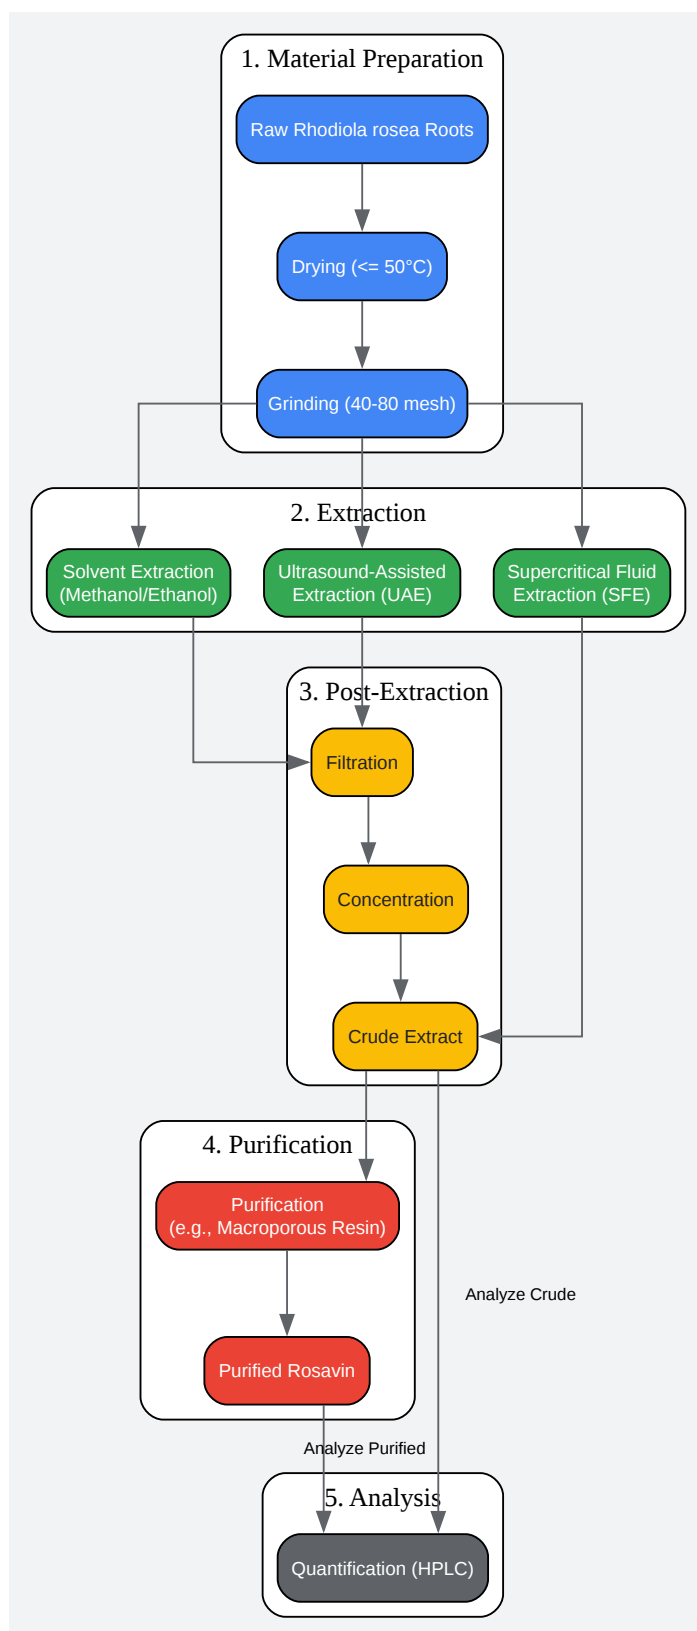 1. Material Preparation
Raw Rhodiola rosea Roots
Drying (<= 50°C)
Grinding (40-80 mesh)
2. Extraction
Solvent Extraction
(Methanol/Ethanol)
Ultrasound-Assisted
Extraction (UAE)
Supercritical Fluid
Extraction (SFE)
3. Post-Extraction
Filtration
Concentration
Crude Extract
4. Purification
Purification
(e.g., Macroporous Resin)
Analyze Crude
Purified Rosavin
Analyze Purified
5. Analysis
Quantification (HPLC)